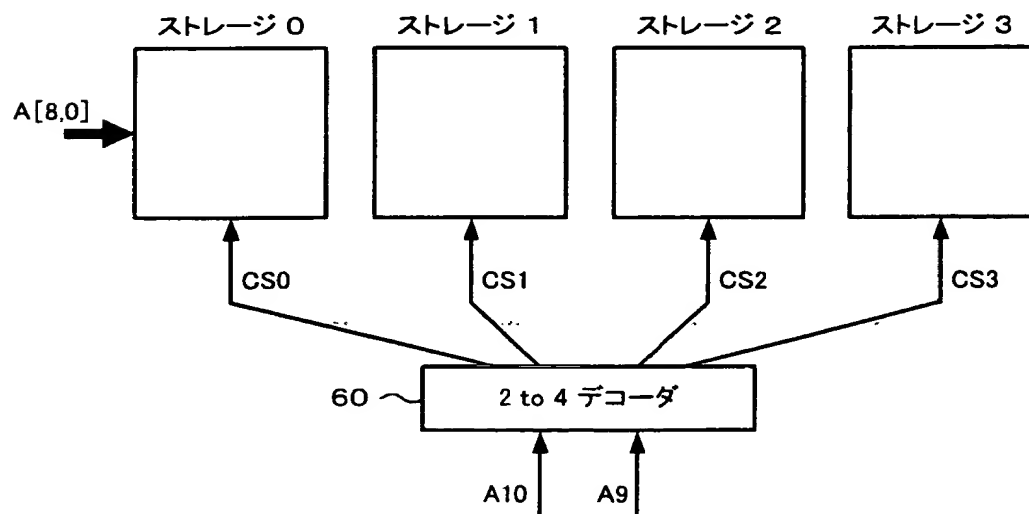 ストレージ 0
ストレージ 1
ストレージ 2
ストレージ 3
A[8,0]
CS0
CS1
CS2
CS3
60
2 to 4 デコーダ
A10
A9